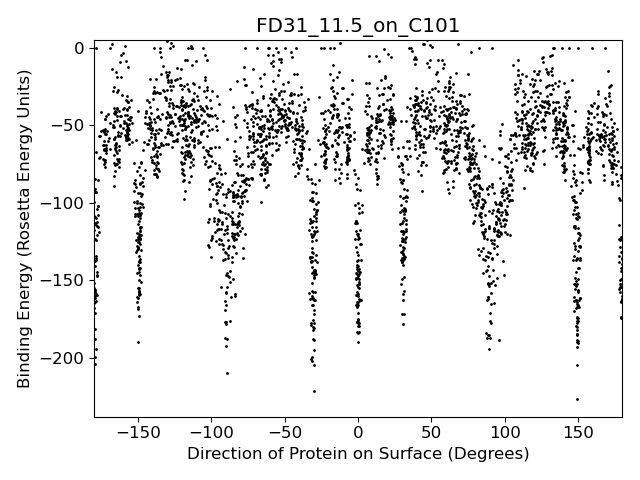 FD31_11.5_on_C101
Binding Energy (Rosetta Energy Units)
0
−50
−100
−150
−200
−150 −100 −50 0 50 100 150
Direction of Protein on Surface (Degrees)